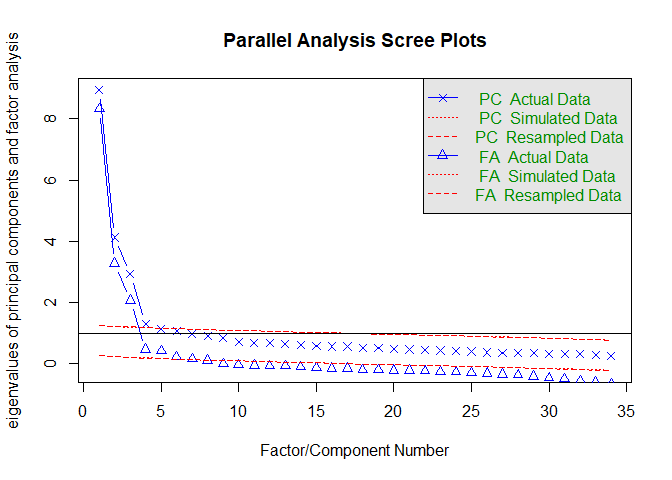 Parallel Analysis Scree Plots
eigenvalues of principal components and factor analysis
PC Actual Data
PC Simulated Data
PC Resampled Data
FA Actual Data
FA Simulated Data
FA Resampled Data
8
6
4
2
0
0 5 10 15 20 25 30 35
Factor/Component Number